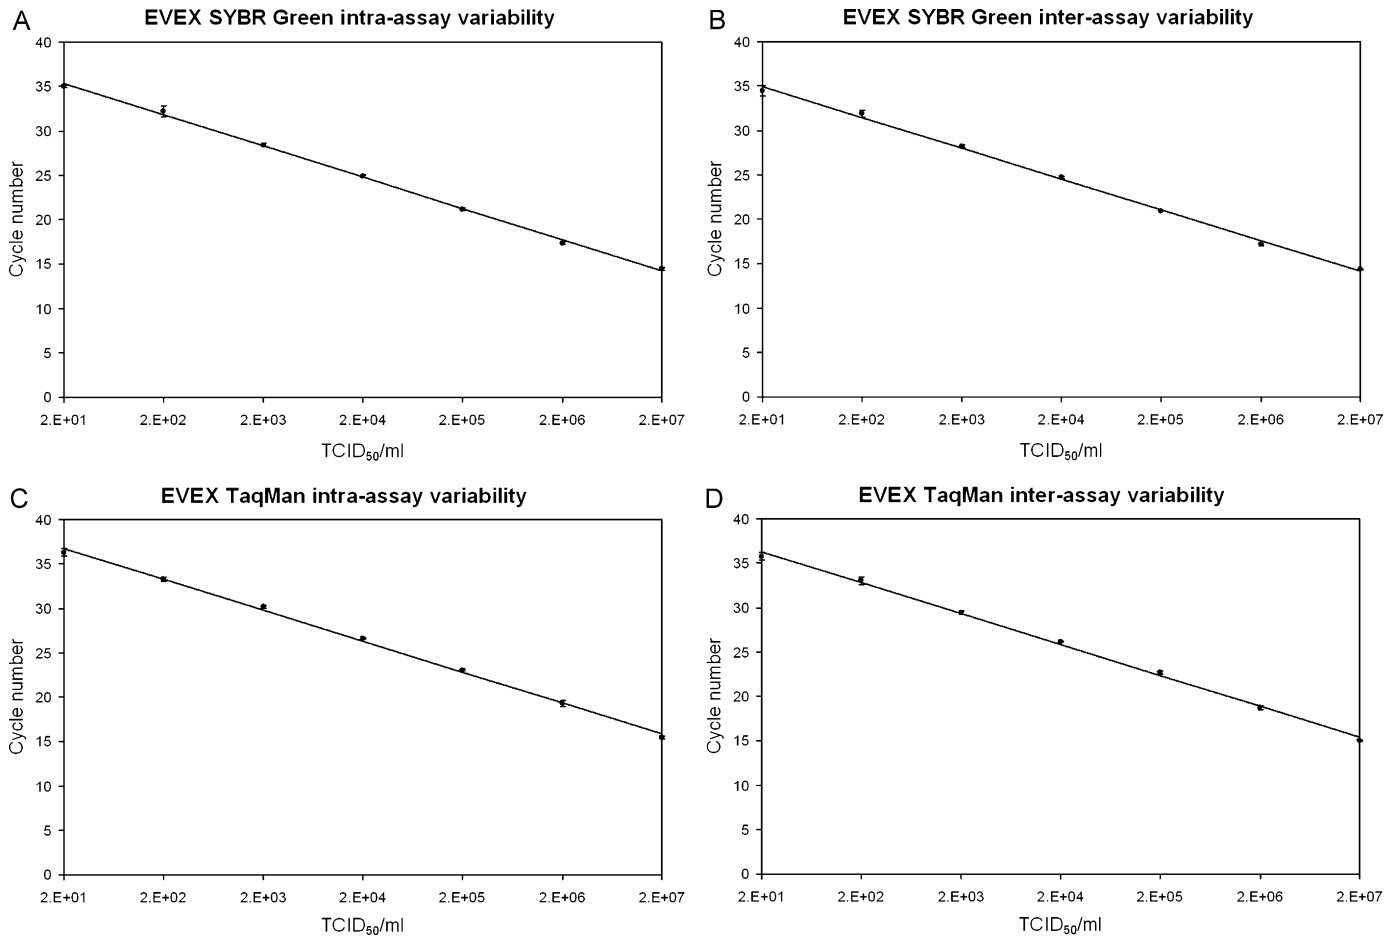 A
EVEX SYBR Green intra-assay variability
40
35
30
25
20
15
10
5
0
Cycle number
2.E+01 2.E+02 2.E+03 2.E+04 2.E+05 2.E+06 2.E+07
TCID50/ml
B
EVEX SYBR Green inter-assay variability
40
35
30
25
20
15
10
5
0
Cycle number
2.E+01 2.E+02 2.E+03 2.E+04 2.E+05 2.E+06 2.E+07
TCID50/ml
C
EVEX TaqMan intra-assay variability
40
35
30
25
20
15
10
5
0
Cycle number
2.E+01 2.E+02 2.E+03 2.E+04 2.E+05 2.E+06 2.E+07
TCID50/ml
D
EVEX TaqMan inter-assay variability
40
35
30
25
20
15
10
5
0
Cycle number
2.E+01 2.E+02 2.E+03 2.E+04 2.E+05 2.E+06 2.E+07
TCID50/ml